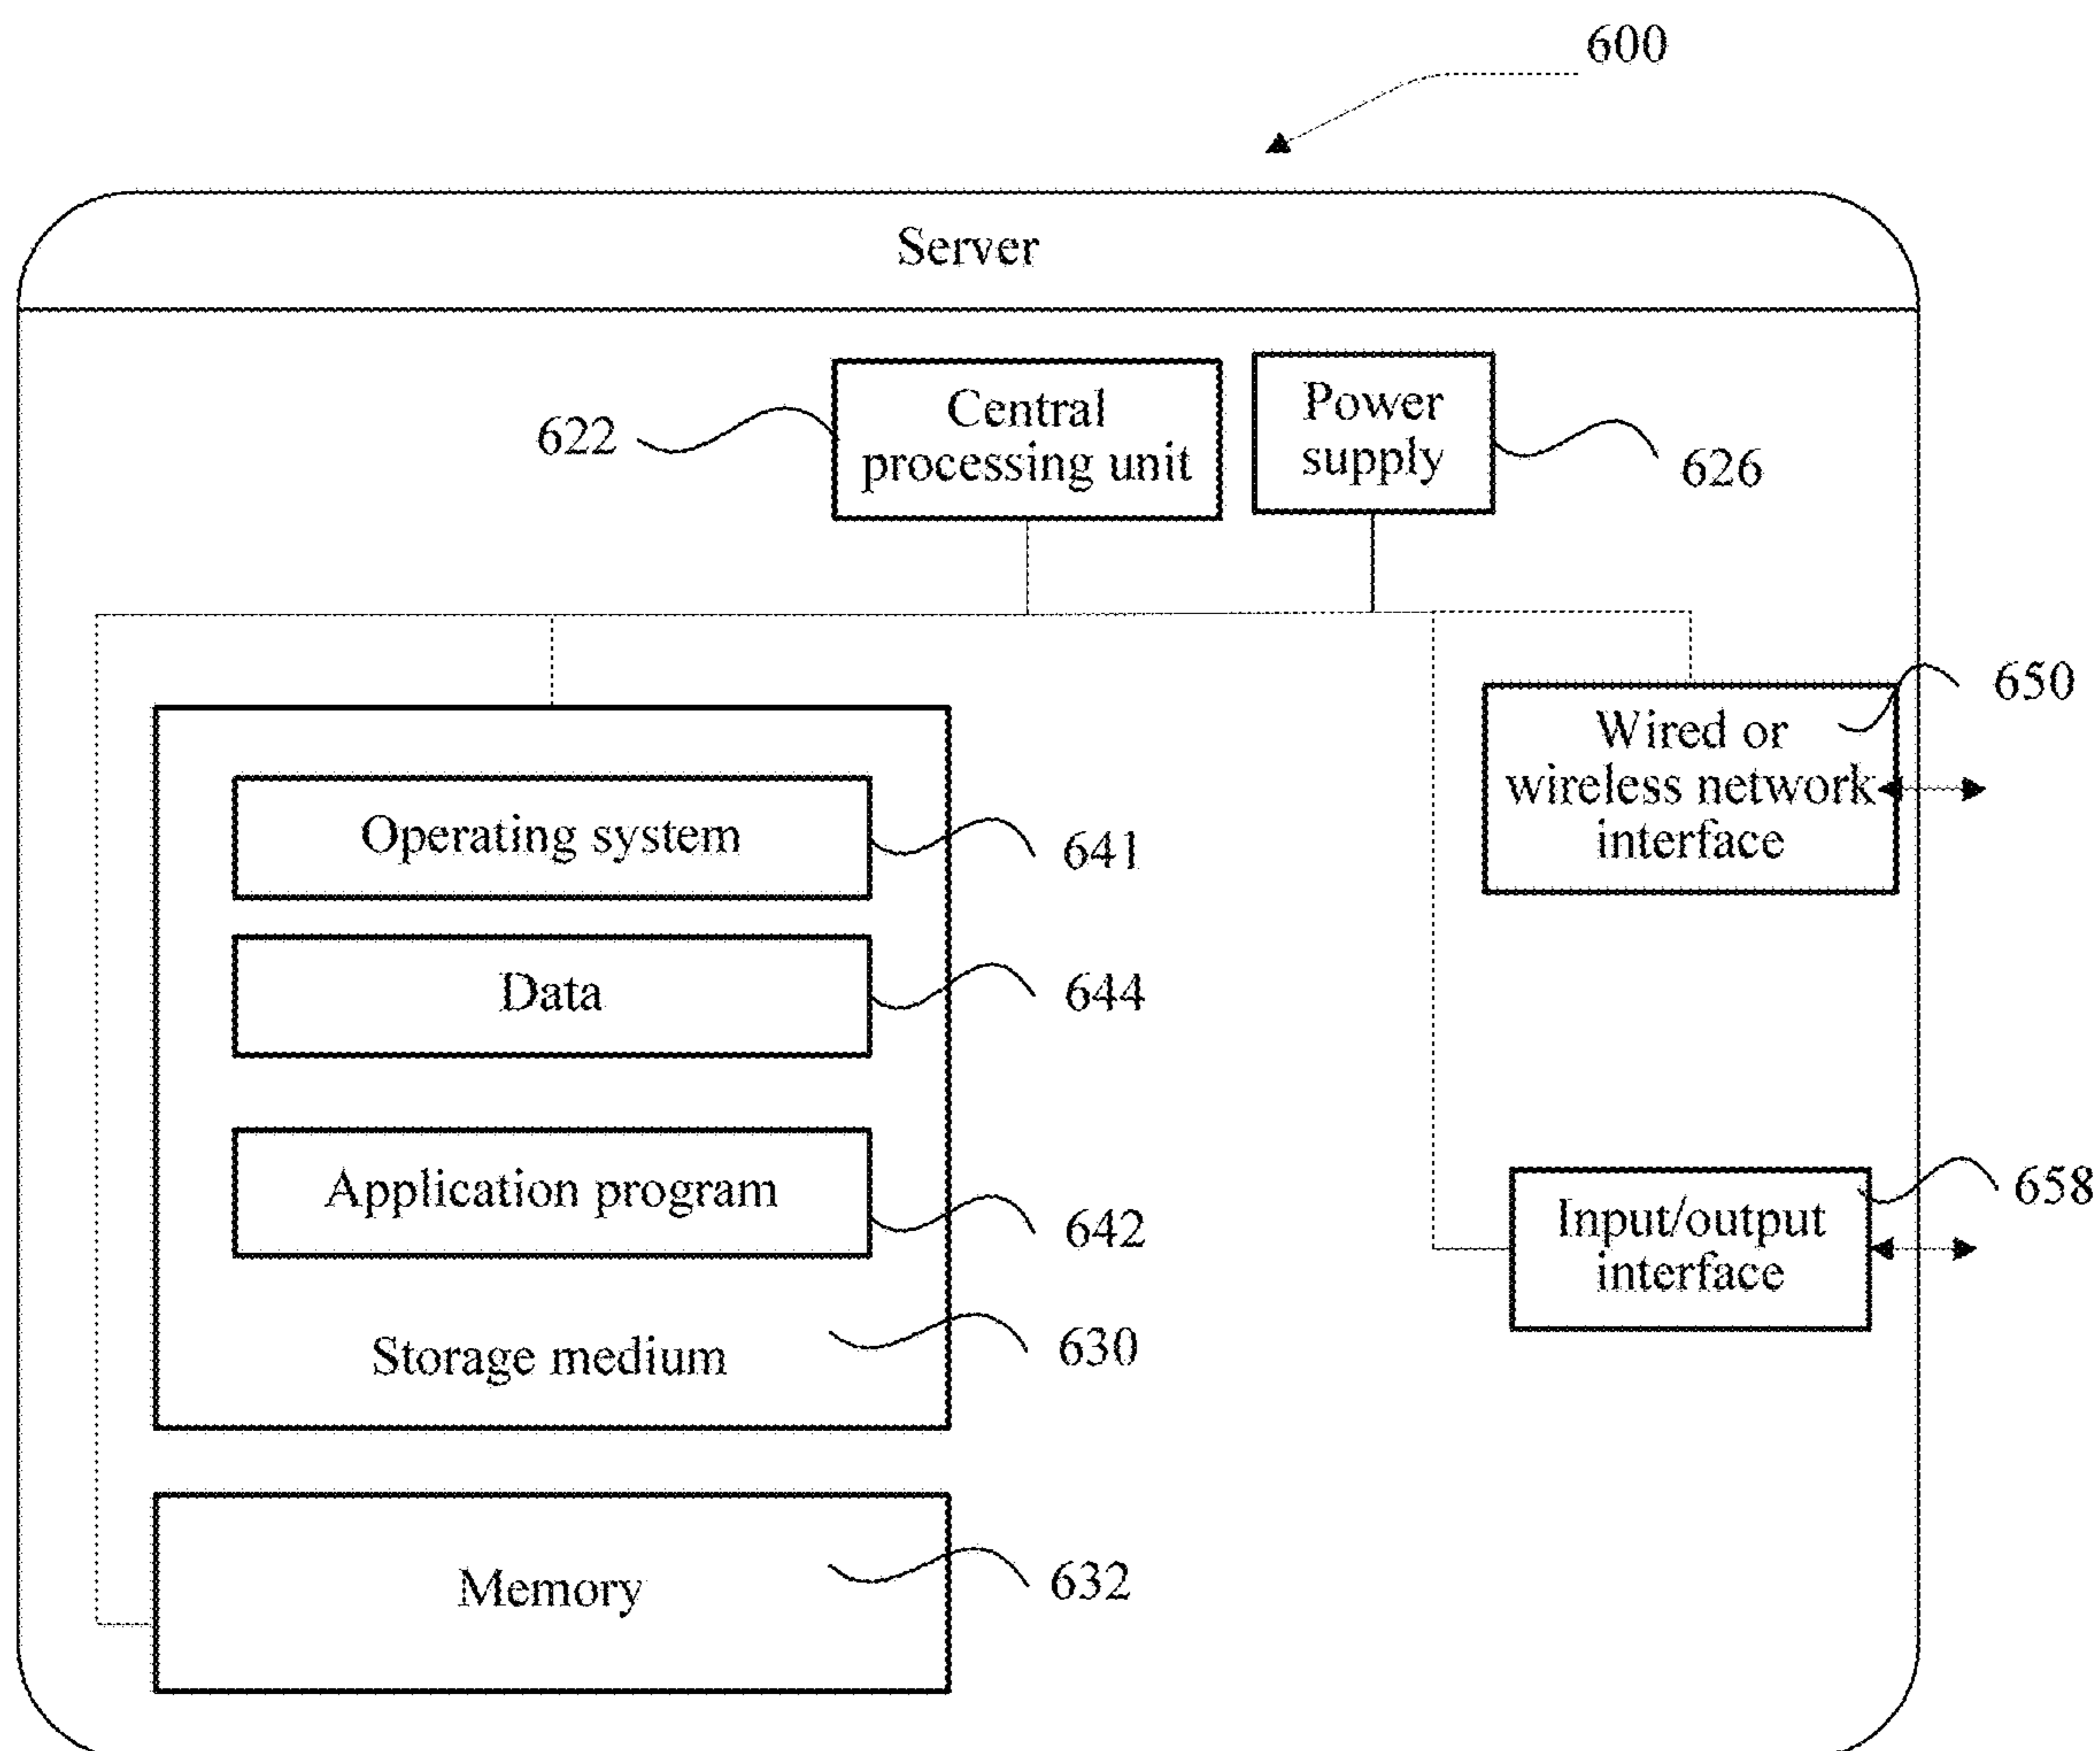 600
Server
Central
processing unit
622
Power
supply
626
650
Wired or
wireless network
interface
Operating system
641
Data
644
Application program
642
658
Input/output
interface
Storage medium
630
Memory
632